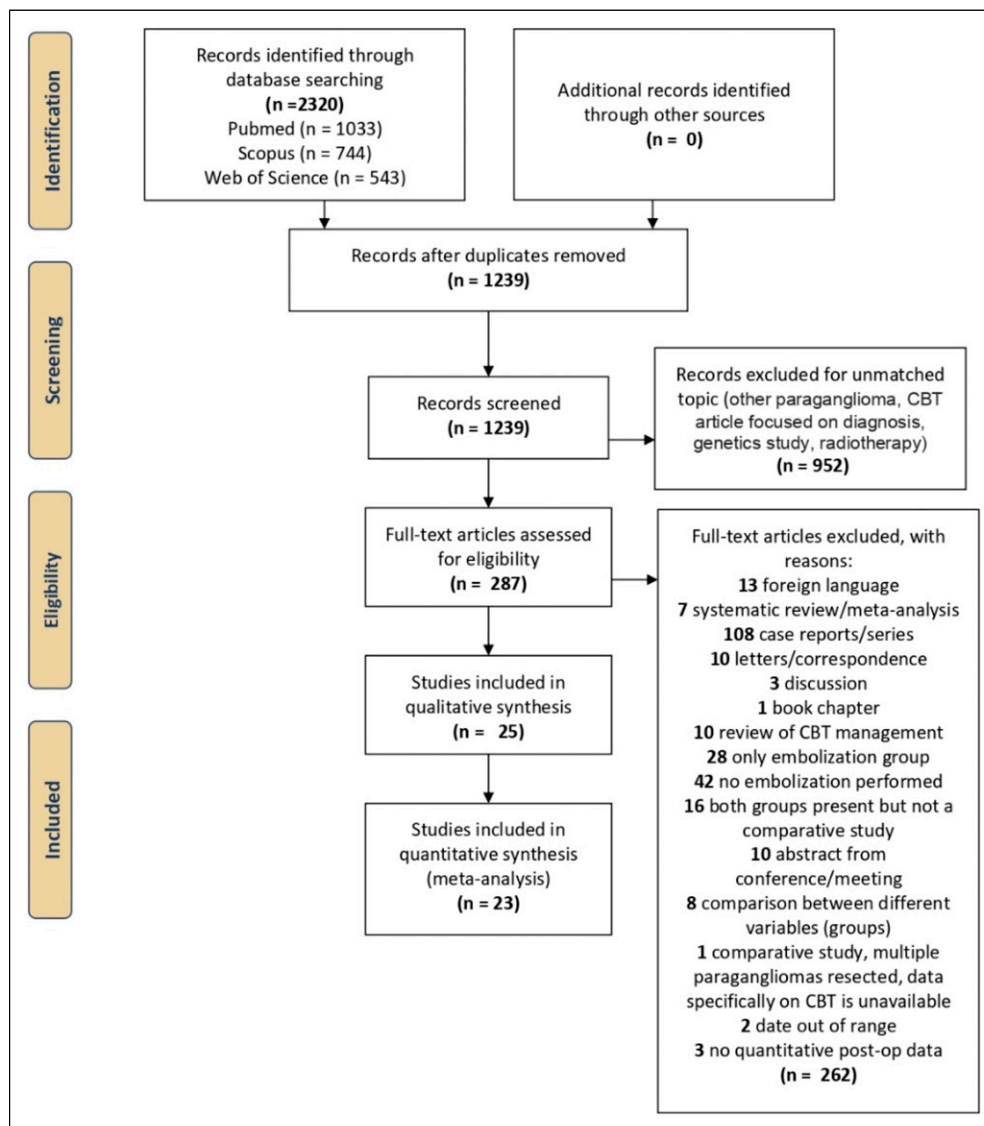 Identification
Records identified through
database searching
(n =2320)
Pubmed (n = 1033)
Scopus (n = 744)
Web of Science (n = 543)
Additional records identified
through other sources
(n = 0)
Records after duplicates removed
(n = 1239)
Screening
Records screened
(n = 1239)
Records excluded for unmatched
topic (other paraganglioma, CBT
article focused on diagnosis,
genetics study, radiotherapy)
(n = 952)
Eligibility
Full-text articles assessed
for eligibility
(n = 287)
Full-text articles excluded, with
reasons:
13 foreign language
7 systematic review/meta-analysis
108 case reports/series
10 letters/correspondence
3 discussion
1 book chapter
10 review of CBT management
28 only embolization group
42 no embolization performed
16 both groups present but not a
comparative study
10 abstract from
conference/meeting
8 comparison between different
variables (groups)
1 comparative study, multiple
paragangliomas resected, data
specifically on CBT is unavailable
2 date out of range
3 no quantitative post-op data
(n = 262)
Studies included in
qualitative synthesis
(n = 25)
Included
Studies included in
quantitative synthesis
(meta-analysis)
(n = 23)